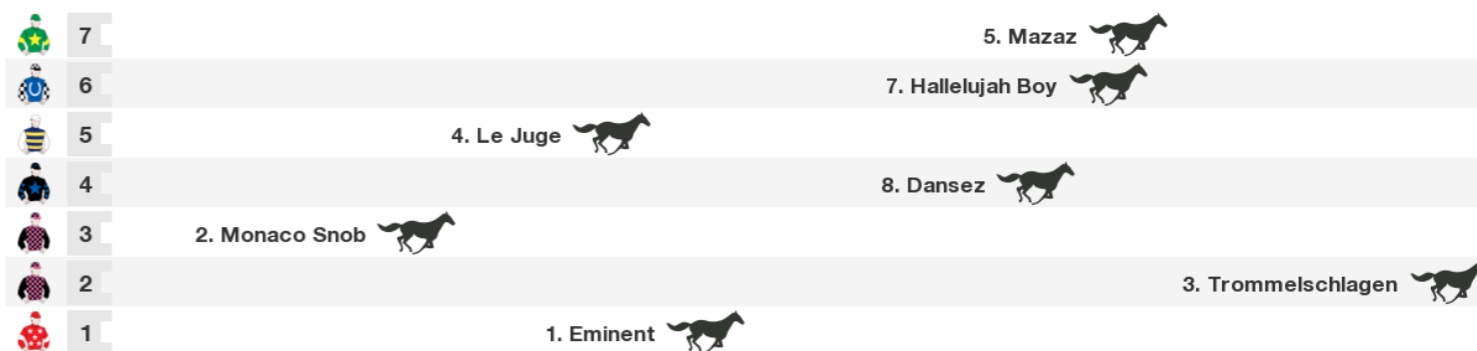 7 5. Mazaz
6 7. Hallelujah Boy
5 4. Le Juge
4 8. Dansez
3 2. Monaco Snob
2 3. Trommelschlagen
1 1. Eminent